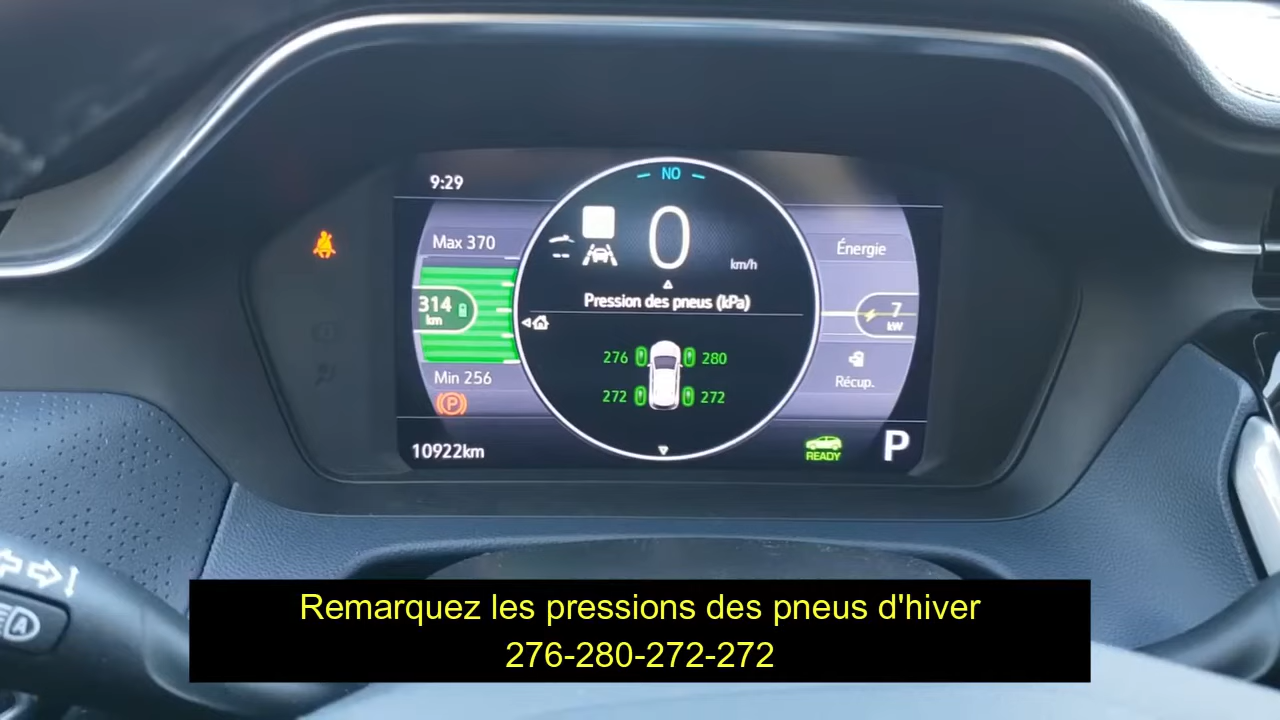 NO
9:29
0
km/h
Max 370
314
km
Min 256
P
10922km
Pression des pneus (kPa)
276
280
272
272
Énergie
7
kW
Récup.
READY
P
A
Remarquez les pressions des pneus d'hiver
276-280-272-272